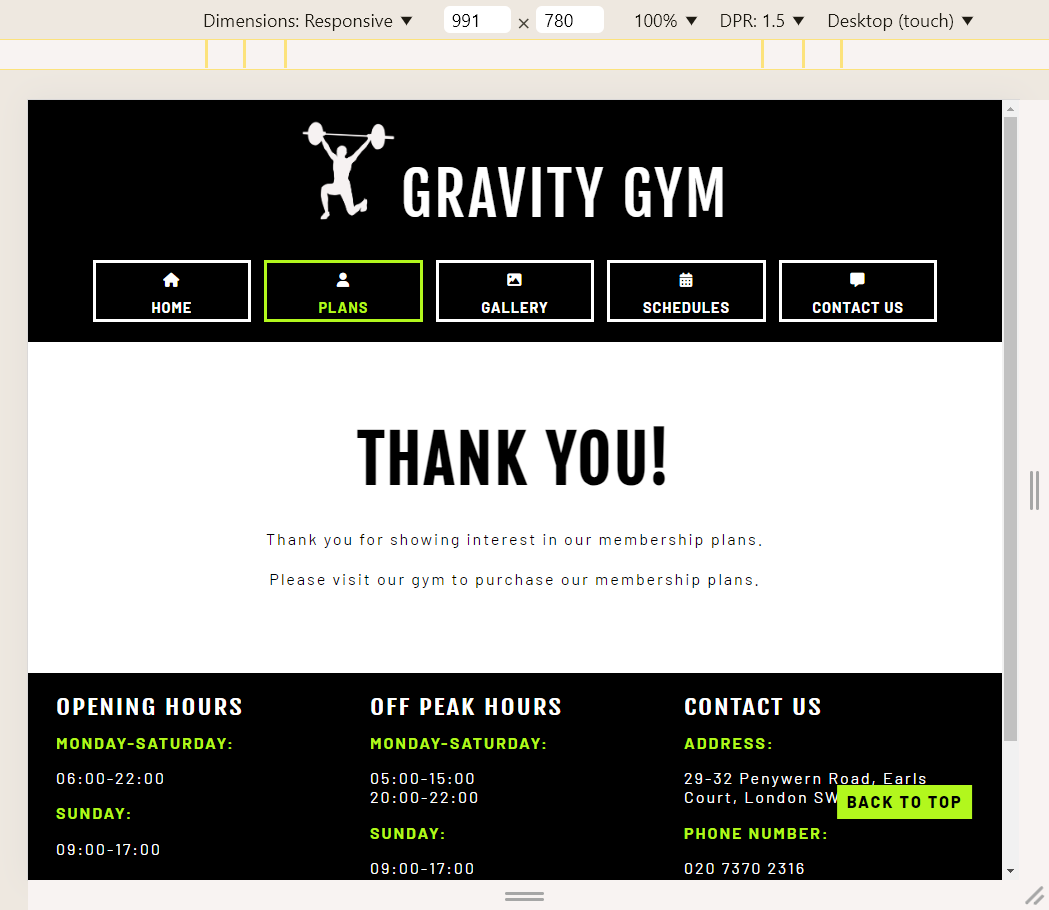 Dimensions: Responsive ▼ 991 × 780 100% ▼ DPR: 1.5 ▼ Desktop (touch) ▼
GRAVITY GYM
HOME PLANS GALLERY SCHEDULES CONTACT US
THANK YOU!
Thank you for showing interest in our membership plans.
Please visit our gym to purchase our membership plans.
OPENING HOURS
MONDAY-SATURDAY:
06:00-22:00
SUNDAY:
09:00-17:00
OFF PEAK HOURS
MONDAY-SATURDAY:
05:00-15:00
20:00-22:00
SUNDAY:
09:00-17:00
CONTACT US
ADDRESS:
29-32 Penywern Road, Earls
Court, London SW
BACK TO TOP
PHONE NUMBER:
020 7370 2316